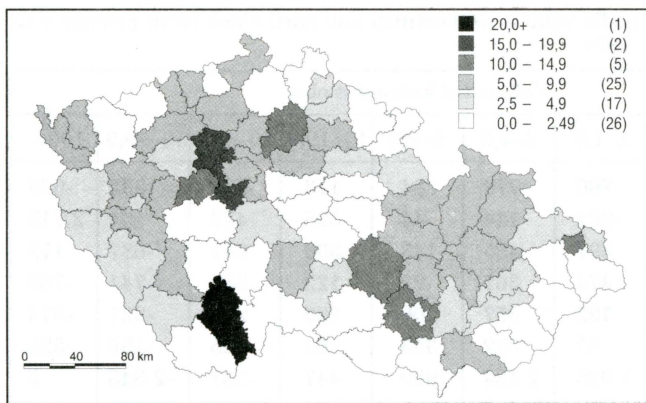 20,0+ (1)
15,0 – 19,9 (2)
10,0 – 14,9 (5)
5,0 – 9,9 (25)
2,5 – 4,9 (17)
0,0 – 2,49 (26)
0 40 80 km